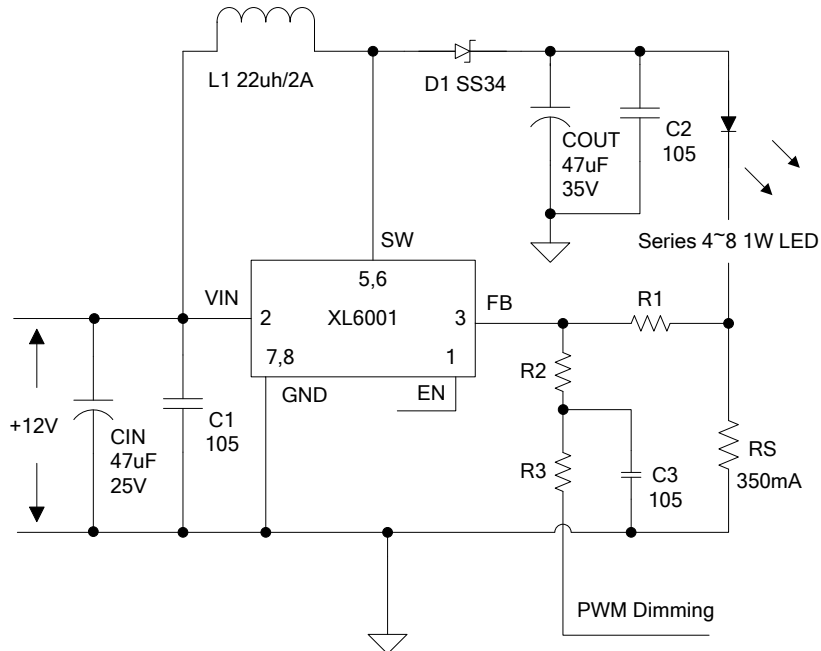 L1 22uh/2A
D1 SS34
COUT
47uF
35V
C2
105
Series 4~8 1W LED
SW
5,6
VIN
2
XL6001
3
FB
R1
7,8
1
GND
EN
R2
+12V
CIN
47uF
25V
C1
105
R3
C3
105
RS
350mA
PWM Dimming